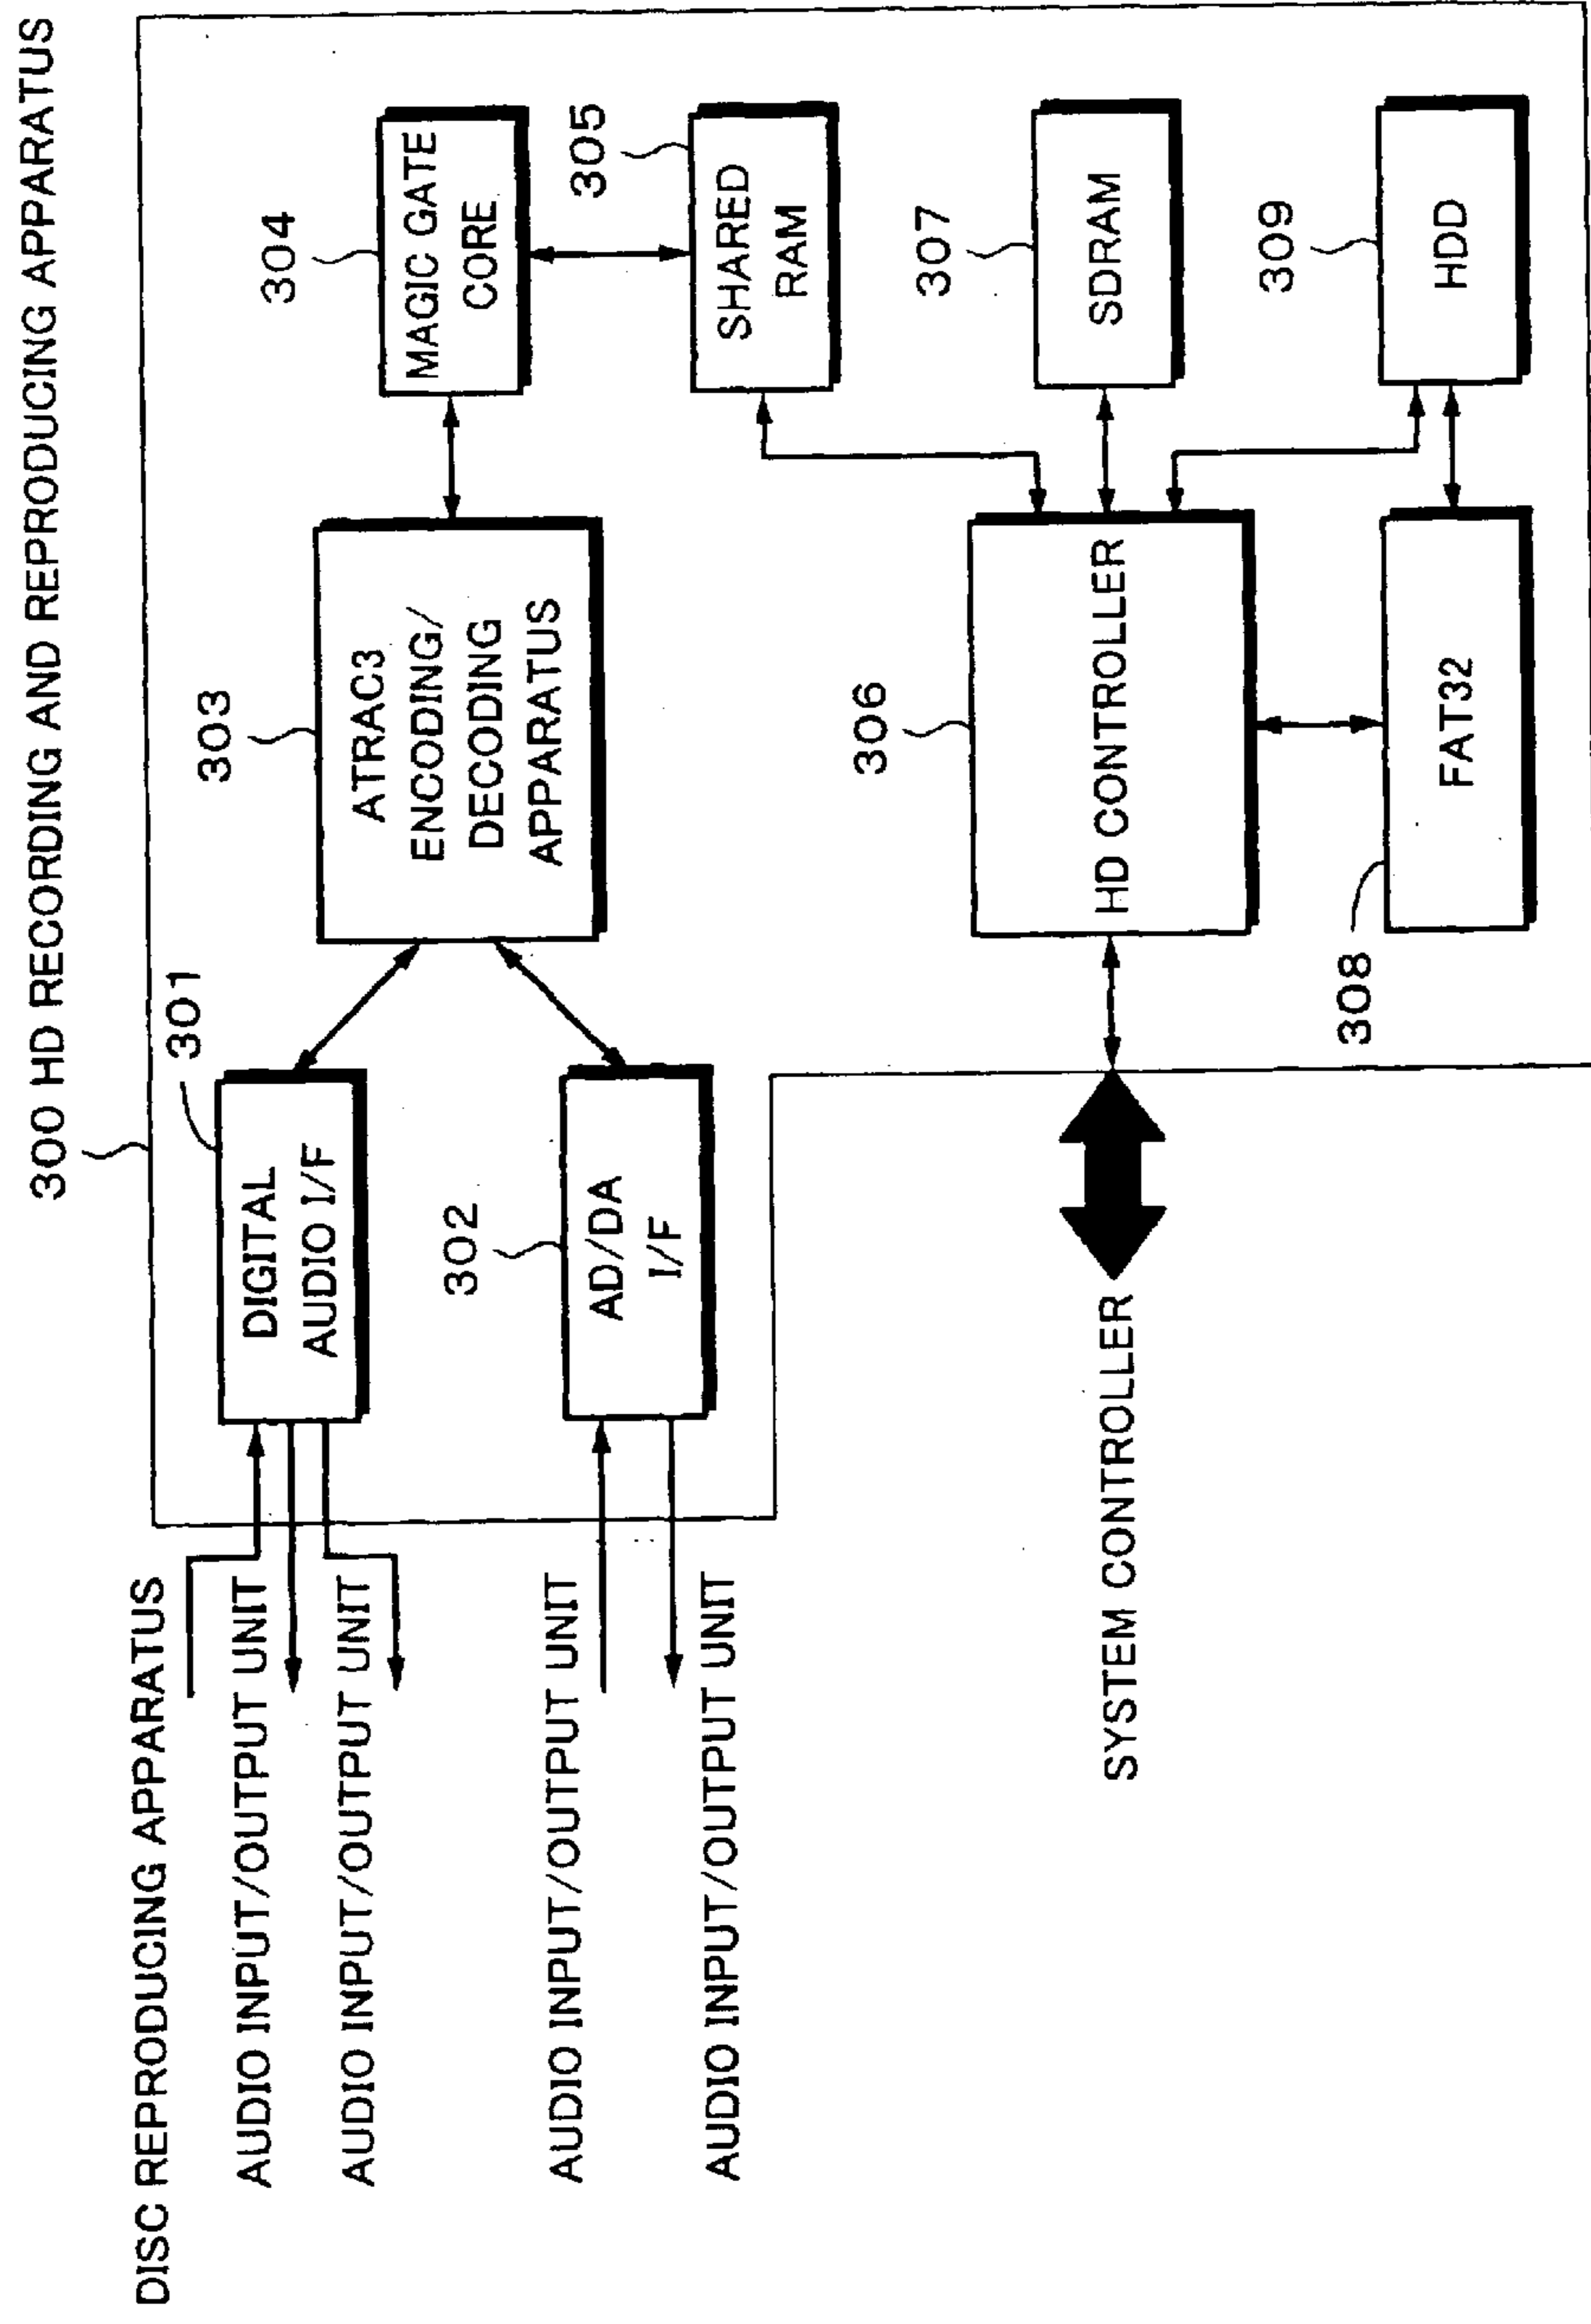 300 HD RECORDING AND REPRODUCING APPARATUS
DISC REPRODUCING APPARATUS
AUDIO INPUT/OUTPUT UNIT
AUDIO INPUT/OUTPUT UNIT
301
DIGITAL
AUDIO I/F
303
ATRAC3
ENCODING/
DECODING
APPARATUS
304
MAGIC GATE
CORE
302
AD/DA
I/F
AUDIO INPUT/OUTPUT UNIT
AUDIO INPUT/OUTPUT UNIT
305
SHARED
RAM
306
HD CONTROLLER
307
SDRAM
SYSTEM CONTROLLER
308
FAT32
309
HDD